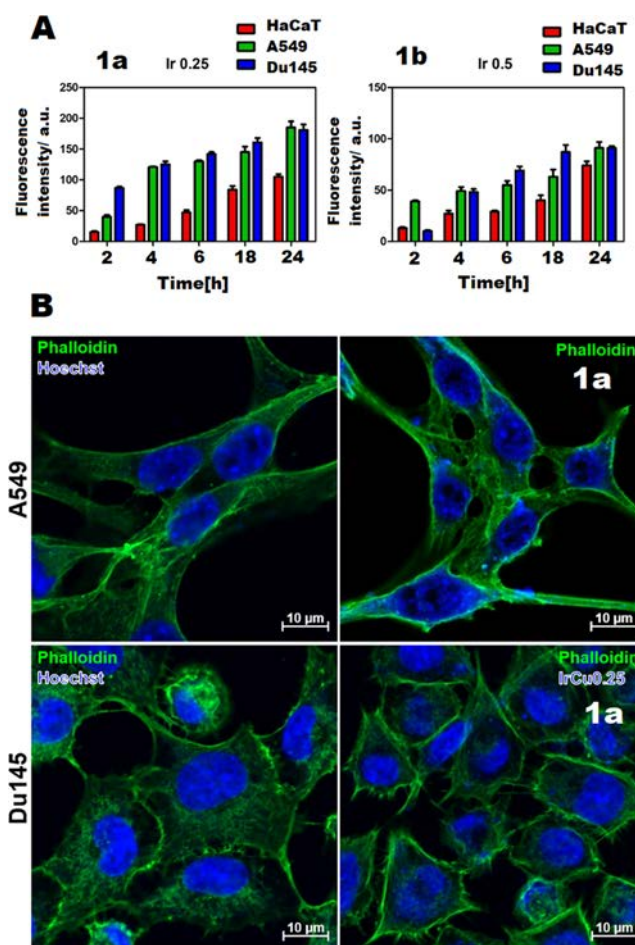 A
1a
Ir 0.25
HaCaT
A549
Du145
Fluorescence
intensity/ a.u.
250
200
150
100
50
0
2 4 6 18 24
Time[h]
1b
Ir 0.5
HaCaT
A549
Du145
Fluorescence
intensity/ a.u.
150
100
50
0
2 4 6 18 24
Time[h]
B
A549
Phalloidin
Hoechst
10 µm
Phalloidin
1a
10 µm
Du145
Phalloidin
Hoechst
10 µm
Phalloidin
IrCu0.25
1a
10 µm